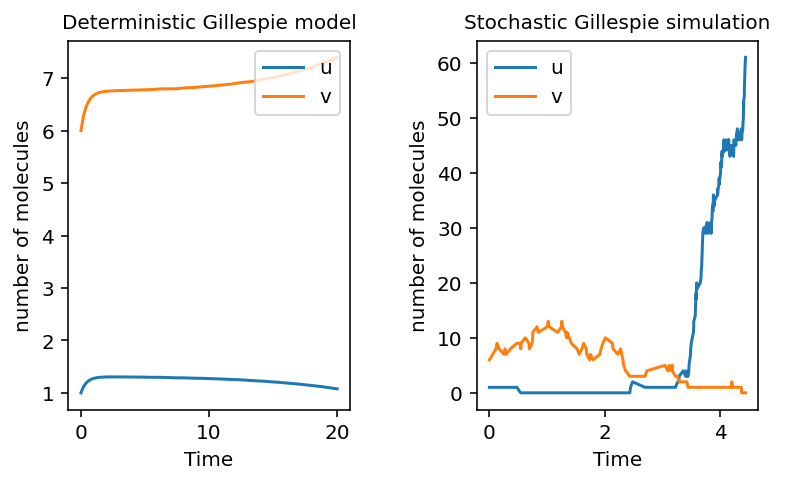 Deterministic Gillespie model
number of molecules
7
6
5
4
3
2
1
u
v
0
10
20
Time
Stochastic Gillespie simulation
number of molecules
60
50
40
30
20
10
0
u
v
0
2
4
Time